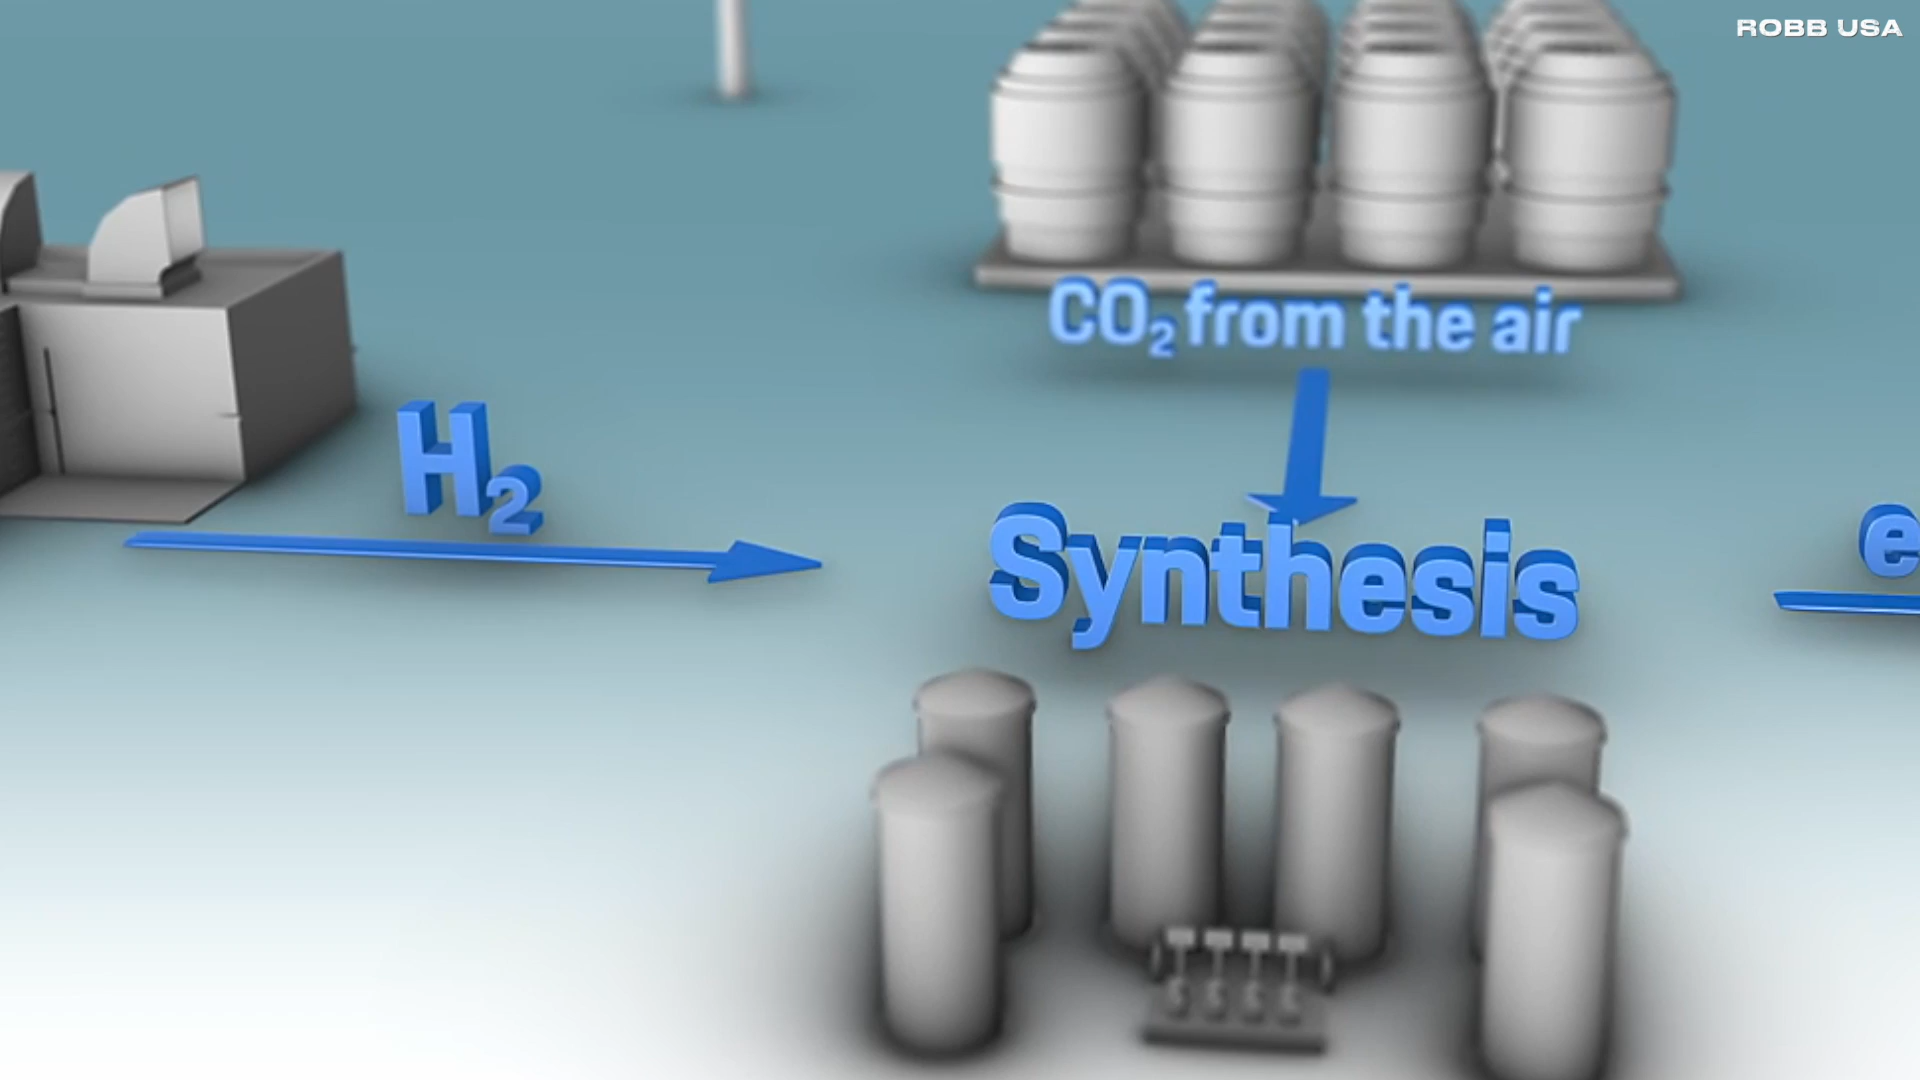 ROBB USA
CO₂ from the air
H₂
Synthesis
e